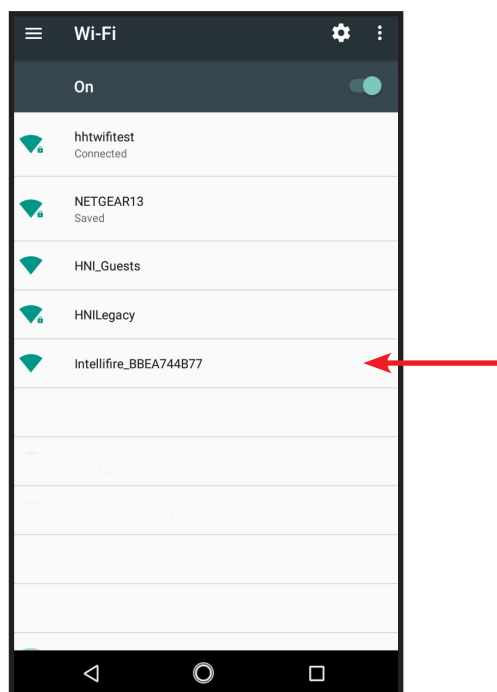 Wi-Fi
On
hhtwifitest
Connected
NETGEAR13
Saved
HNI_Guests
HNILegacy
Intellifire_BBEA744B77